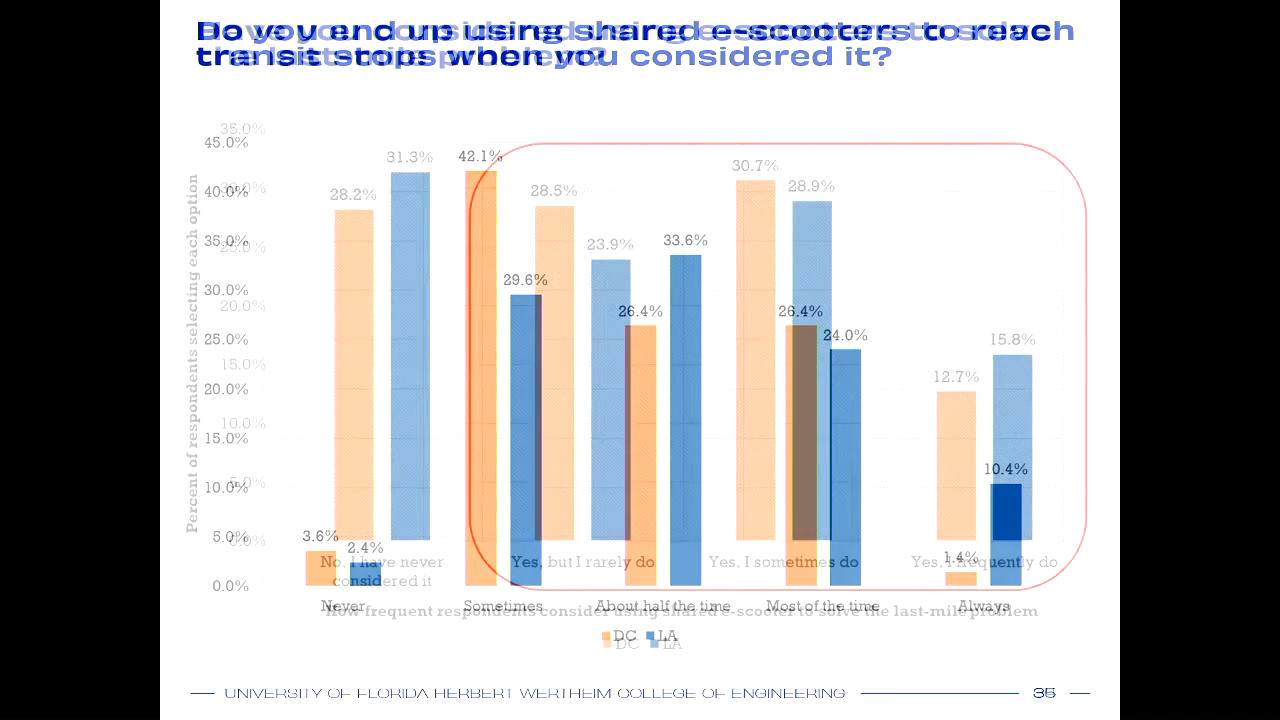 Do you end up using shared e-scooters to reach
transit stops when you considered it?
Percent of respondents selecting each option
35.0%
45.0%
40.0%
35.0%
30.0%
20.0%
25.0%
15.0%
20.0%
10.0%
15.0%
10.0%
5.0%
0.0%
28.2%
31.3%
28.5%
23.9%
30.7%
28.9%
12.7%
15.8%
3.6%
2.4%
42.1%
29.6%
26.4%
33.6%
26.4%
24.0%
1.4%
10.4%
No, I have never
considered it
Yes, but I rarely do
Yes, I sometimes do
Yes, I frequently do
Never
Sometimes
About half the time
Most of the time
Always
How frequent respondents consider using shared e-scooter to solve the last-mile problem
DC LA
DC LA
UNIVERSITY OF FLORIDA HERBERT WERTHEIM COLLEGE OF ENGINEERING